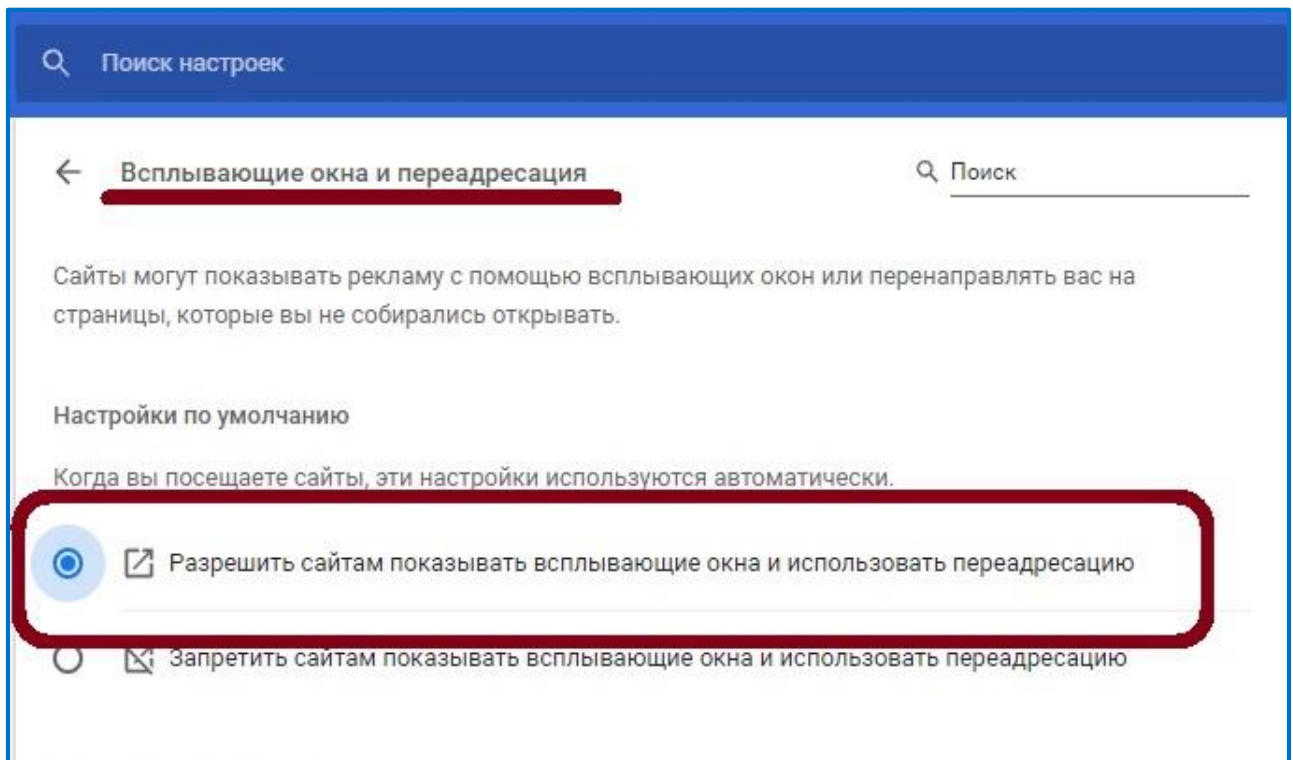 Поиск настроек
Всплывающие окна и переадресация
Поиск
Сайты могут показывать рекламу с помощью всплывающих окон или перенаправлять вас на
страницы, которые вы не собирались открывать.
Настройки по умолчанию
Когда вы посещаете сайты, эти настройки используются автоматически.
Разрешить сайтам показывать всплывающие окна и использовать переадресацию
Запретить сайтам показывать всплывающие окна и использовать переадресацию